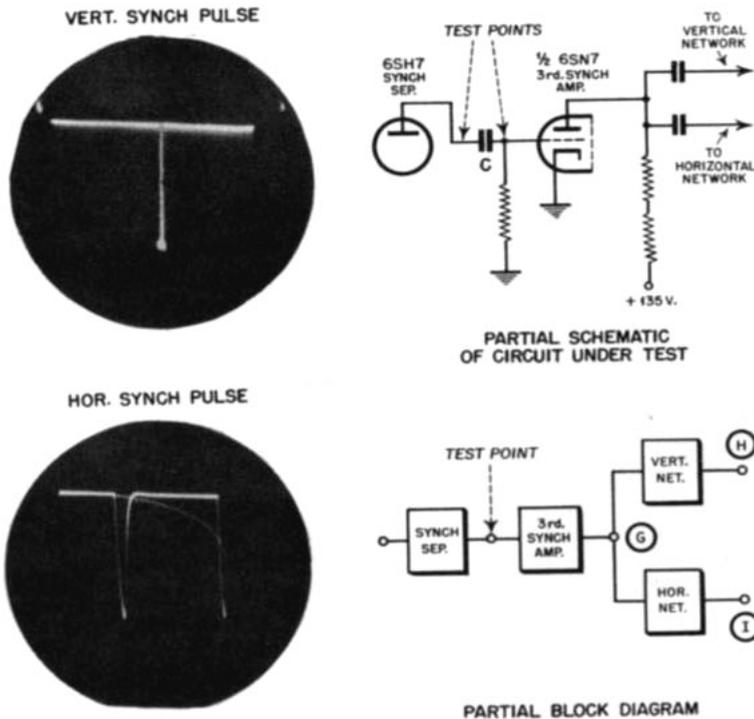 VERT. SYNCH PULSE
TEST POINTS
6SH7
SYNCH
SEP.
½ 6SN7
3rd. SYNCH
AMP.
TO
VERTICAL
NETWORK
C
TO
HORIZONTAL
NETWORK
+ 135 V.
PARTIAL SCHEMATIC
OF CIRCUIT UNDER TEST
HOR. SYNCH PULSE
TEST POINT
SYNCH
SEP.
3rd.
SYNCH
AMP.
G
VERT.
NET.
H
HOR.
NET.
I
PARTIAL BLOCK DIAGRAM